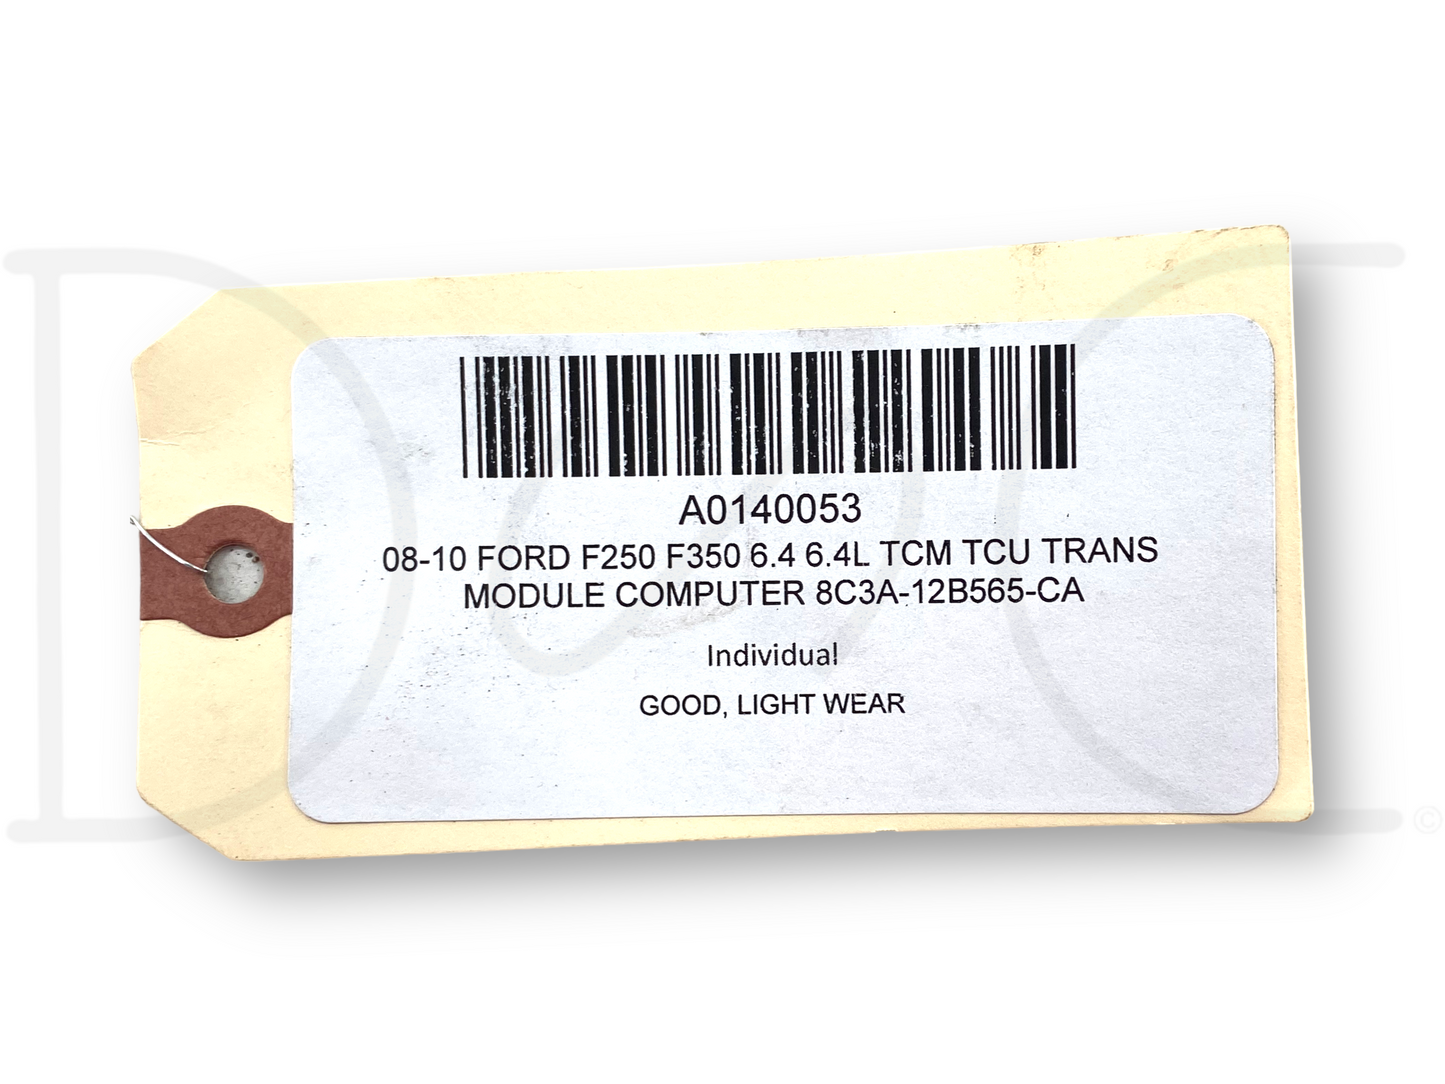 A0140053
08-10 FORD F250 F350 6.4 6.4L TCM TCU TRANS
MODULE COMPUTER 8C3A-12B565-CA
Individual
GOOD, LIGHT WEAR
©